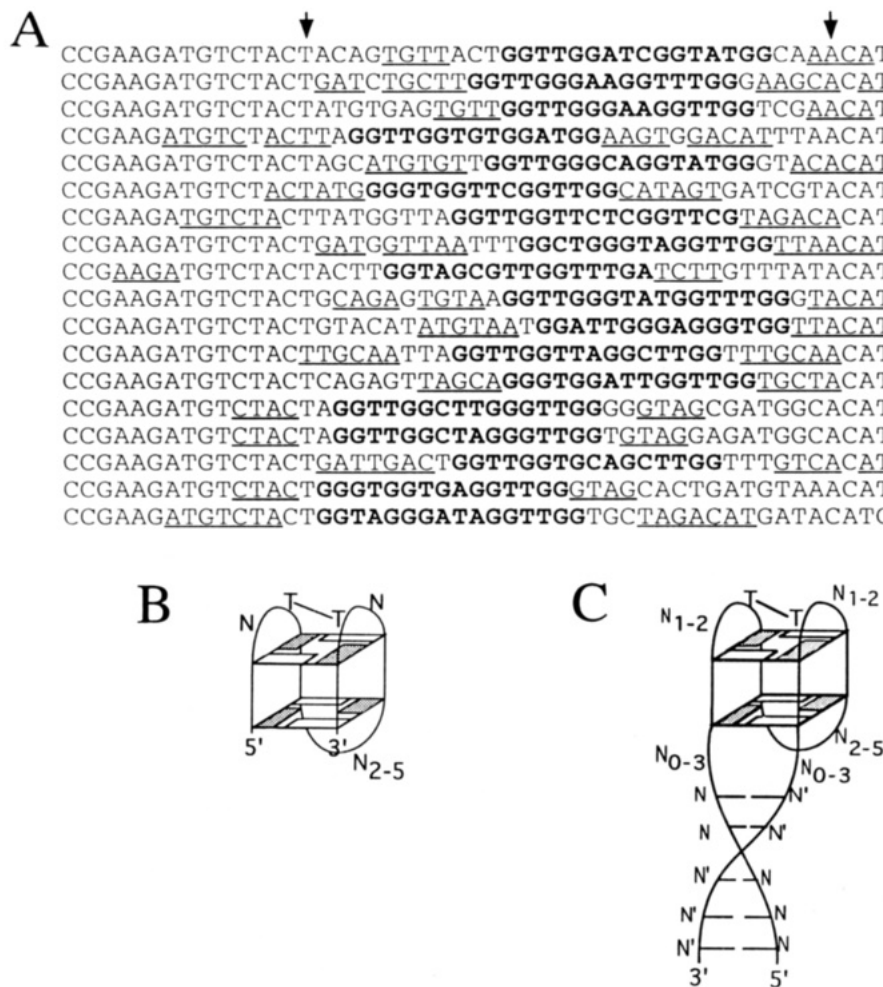 A
CCGAAGATGTCTACTACAGTGTTACTGGTTGGATCGGTATGGCAAACAT
CCGAAGATGTCTACTGATCTGCTTGGTTGGGAAGGTTTGGGAAGCACAT
CCGAAGATGTCTACTATGTGAGTGTTGGTTGGGAAGGTTGGTCGAACAT
CCGAAGATGTCTACTTAGGTTGGTGTGGATGGAAGTGGACATTTAACAT
CCGAAGATGTCTACTAGCATGTGTTGGTTGGGCAGGTATGGGTACACAT
CCGAAGATGTCTACTATGGGGTGGTTCGGTTGGCATAGTGATCGTACAT
CCGAAGATGTCTACTTATGGTTAGGTTGGTTCTCGGTTCGTAGACACAT
CCGAAGATGTCTACTGATGGTTAATTTGGCTGGGTAGGTTGGTTAACAT
CCGAAGATGTCTACTACTTGGTAGCGTTGGTTTGATCTTGTTTATACAT
CCGAAGATGTCTACTGCAGAGTGTAAGGTTGGGTATGGTTTGGGTACAT
CCGAAGATGTCTACTGTACATATGTAATGGATTGGGAGGGTGGTTACAT
CCGAAGATGTCTACTTGCAATTAGGTTGGTTAGGCTTGGTTTGCAACAT
CCGAAGATGTCTACTCAGAGTTAGCAGGGTGGATTGGTTGGTGCTACAT
CCGAAGATGTCTACTAGGTTGGCTTGGGTTGGGGGTAGCGATGGCACAT
CCGAAGATGTCTACTAGGTTGGCTAGGGTTGGTGTAGGAGATGGCACAT
CCGAAGATGTCTACTGATTGACTGGTTGGTGCAGCTTGGTTTGTCACAT
CCGAAGATGTCTACTGGGTGGTGAGGTTGGGTAGCACTGATGTAAACAT
CCGAAGATGTCTACTGGTAGGGATAGGTTGGTGCTAGACATGATACATG
B
N T T N
5' 3'
N2-5
C
N1-2 T T N1-2
N2-5
N0-3 N0-3
N N'
N N'
N' N
N' N
N' N
3' 5'